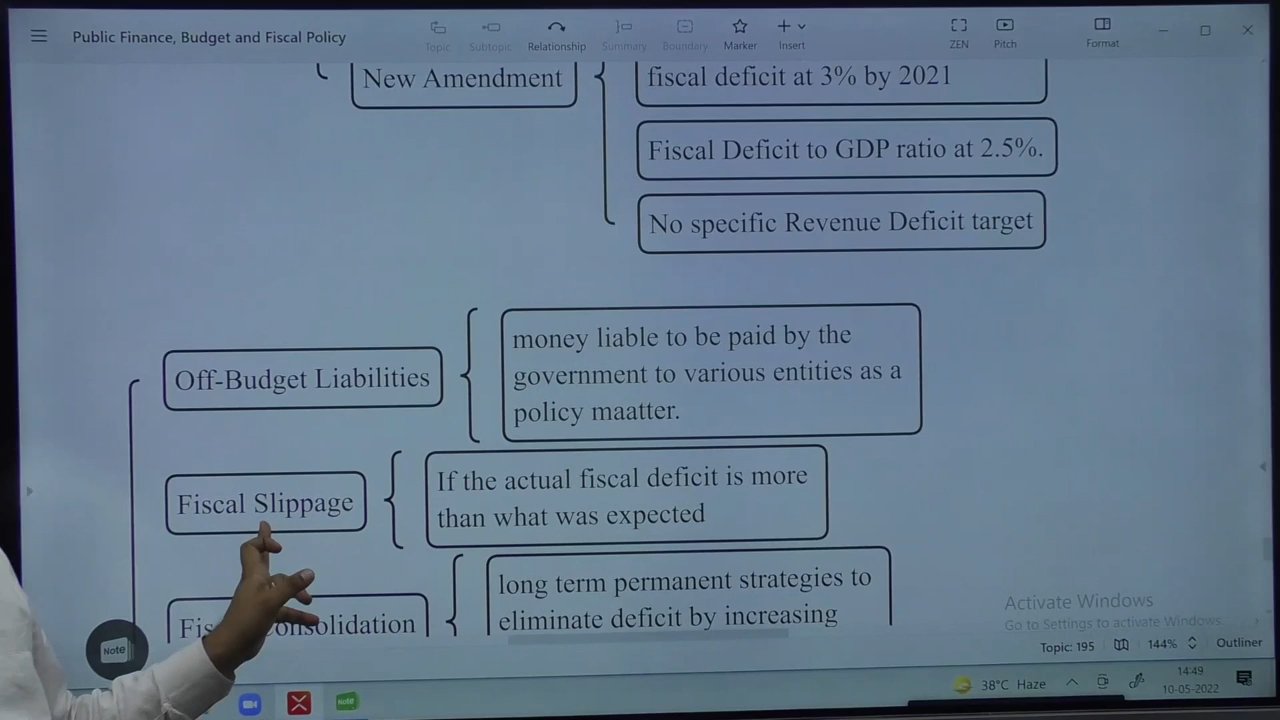 Public Finance, Budget and Fiscal Policy
Topic
Subtopic
Relationship
Summary
Boundary
Marker
Insert
ZEN
Pitch
Format
New Amendment
fiscal deficit at 3% by 2021
Fiscal Deficit to GDP ratio at 2.5%.
No specific Revenue Deficit target
Off-Budget Liabilities
money liable to be paid by the
government to various entities as a
policy maatter.
Fiscal Slippage
If the actual fiscal deficit is more
than what was expected
long term permanent strategies to
eliminate deficit by increasing
Activate Windows
Go to Settings to activate Windows.
Note
Topic: 195
144%
Outliner
Note
38°C Haze
14:49
10-05-2022